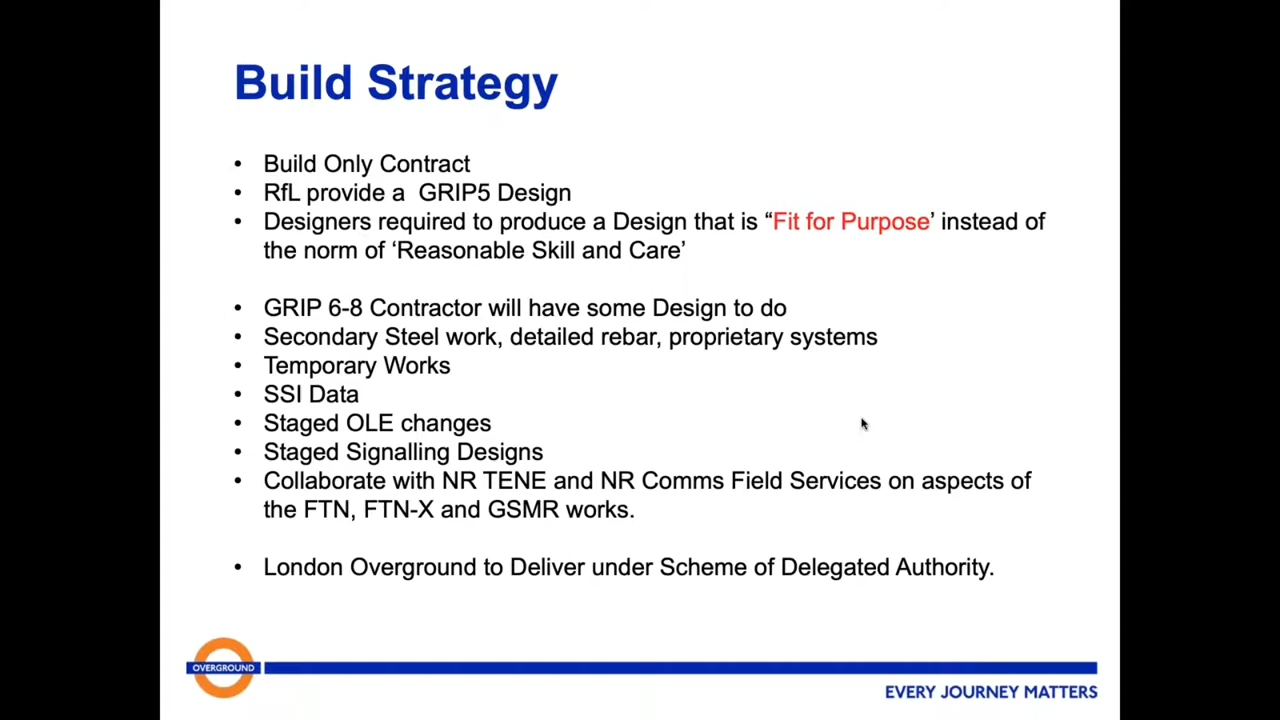 Build Strategy
• Build Only Contract
• RfL provide a  GRIP5 Design
• Designers required to produce a Design that is “Fit for Purpose’ instead of
the norm of ‘Reasonable Skill and Care’
• GRIP 6-8 Contractor will have some Design to do
• Secondary Steel work, detailed rebar, proprietary systems
• Temporary Works
• SSI Data
• Staged OLE changes
• Staged Signalling Designs
• Collaborate with NR TENE and NR Comms Field Services on aspects of
the FTN, FTN-X and GSMR works.
• London Overground to Deliver under Scheme of Delegated Authority.
OVERGROUND
EVERY JOURNEY MATTERS